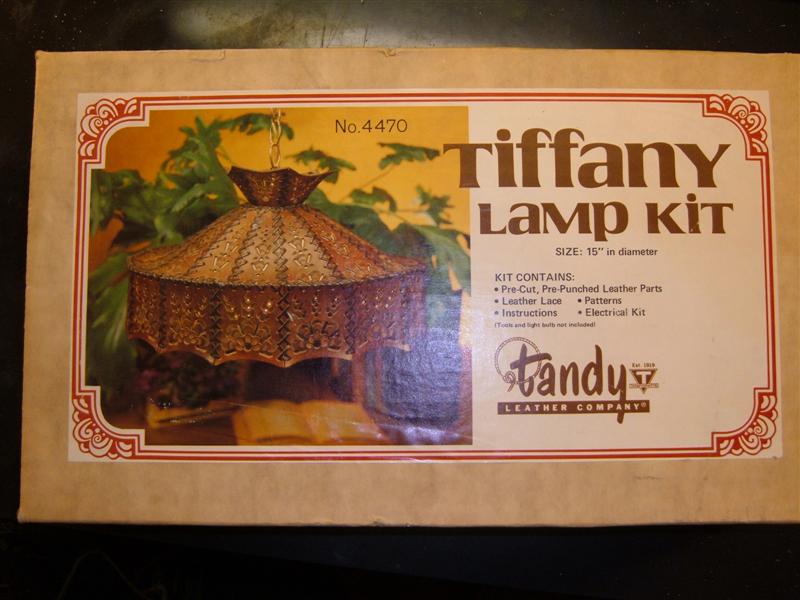 No.4470
Tiffany
Lamp Kit
SIZE: 15" in diameter
KIT CONTAINS:
• Pre-Cut, Pre-Punched Leather Parts
• Leather Lace • Patterns
• Instructions • Electrical Kit
(Tools and light bulb not included)
Est. 1919
tandy T
LEATHER COMPANY®